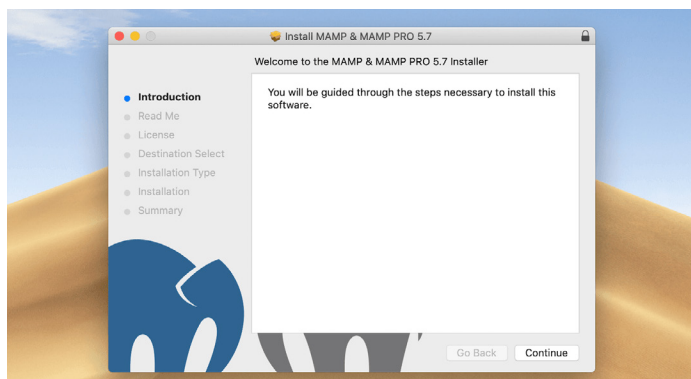 Install MAMP & MAMP PRO 5.7
Welcome to the MAMP & MAMP PRO 5.7 Installer
Introduction
Read Me
License
Destination Select
Installation Type
Installation
Summary
You will be guided through the steps necessary to install this
software.
Go Back
Continue